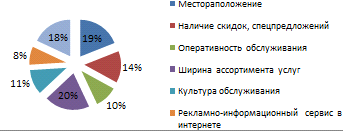 18%
19%
8%
14%
11%
20%
10%
Местораположение
Наличие скидок, спецпредложений
Оперативность обслуживания
Ширина ассортимента услуг
Культура обслуживания
Рекламно-информационный сервис в
интернете